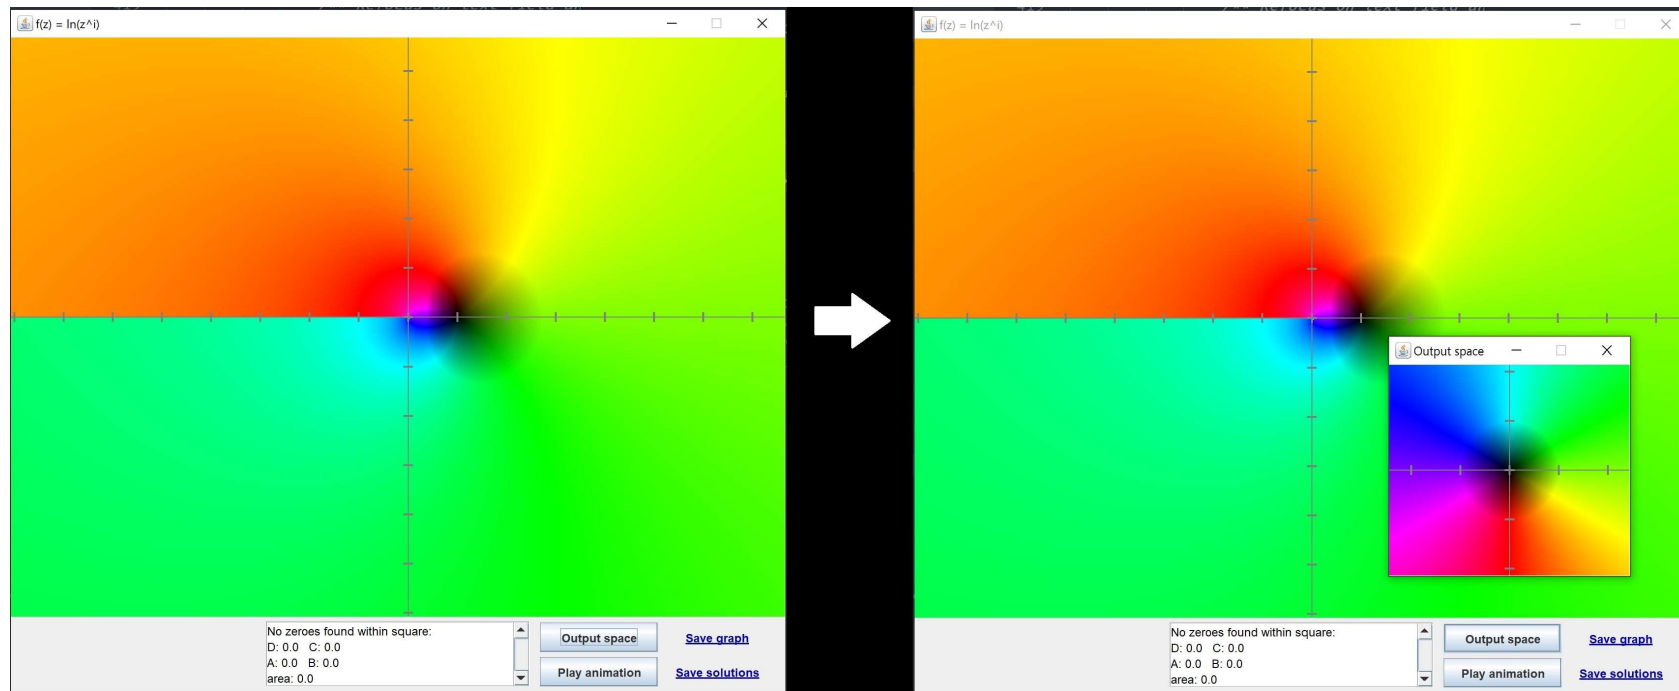 f(z) = ln(z^i)
No zeroes found within square:
D: 0.0 C: 0.0
A: 0.0 B: 0.0
area: 0.0
Output space
Save graph
Play animation
Save solutions
f(z) = ln(z^i)
Output space
No zeroes found within square:
D: 0.0 C: 0.0
A: 0.0 B: 0.0
area: 0.0
Output space
Save graph
Play animation
Save solutions